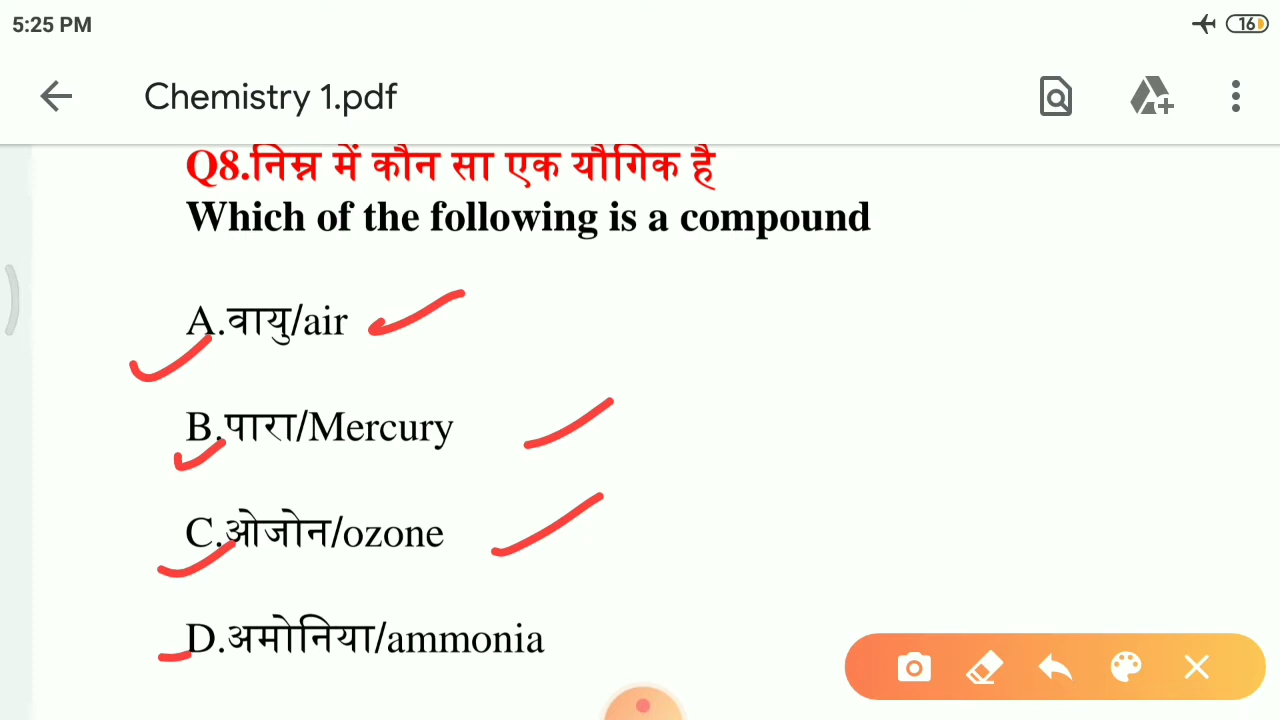 5:25 PM
16
Chemistry 1.pdf
Q8.निम्न में कौन सा एक यौगिक है
Which of the following is a compound
A.वायु/air
B.पारा/Mercury
C.ओजोन/ozone
D.अमोनिया/ammonia